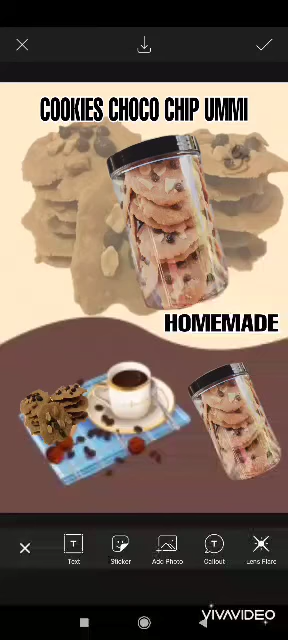 COOKIES CHOCO CHIP UMMI
HOMEMADE
T
T
Text
Sticker
Add Photo
Callout
Lens Flare
VIVAVIDEO